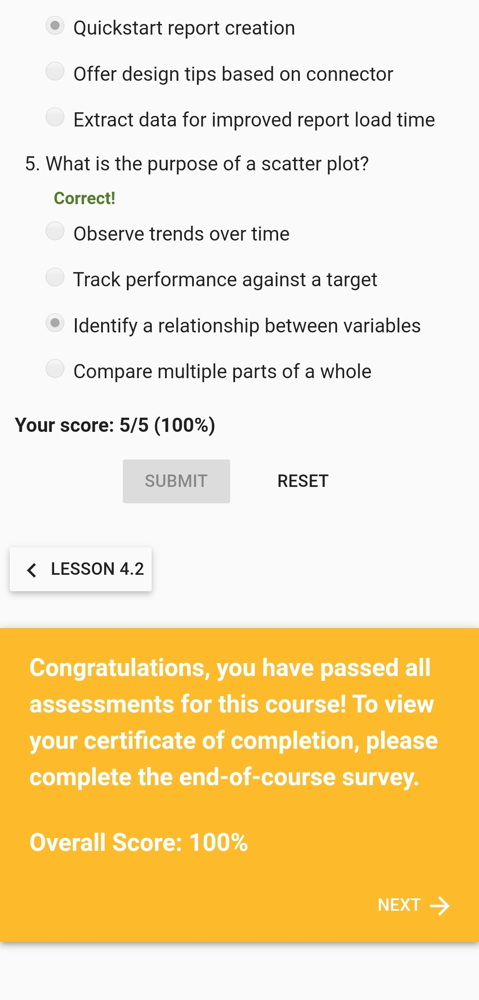 Quickstart report creation
Offer design tips based on connector
Extract data for improved report load time
5. What is the purpose of a scatter plot?
Correct!
Observe trends over time
Track performance against a target
Identify a relationship between variables
Compare multiple parts of a whole
Your score: 5/5 (100%)
SUBMIT RESET
LESSON 4.2
Congratulations, you have passed all
assessments for this course! To view
your certificate of completion, please
complete the end-of-course survey.
Overall Score: 100%
NEXT